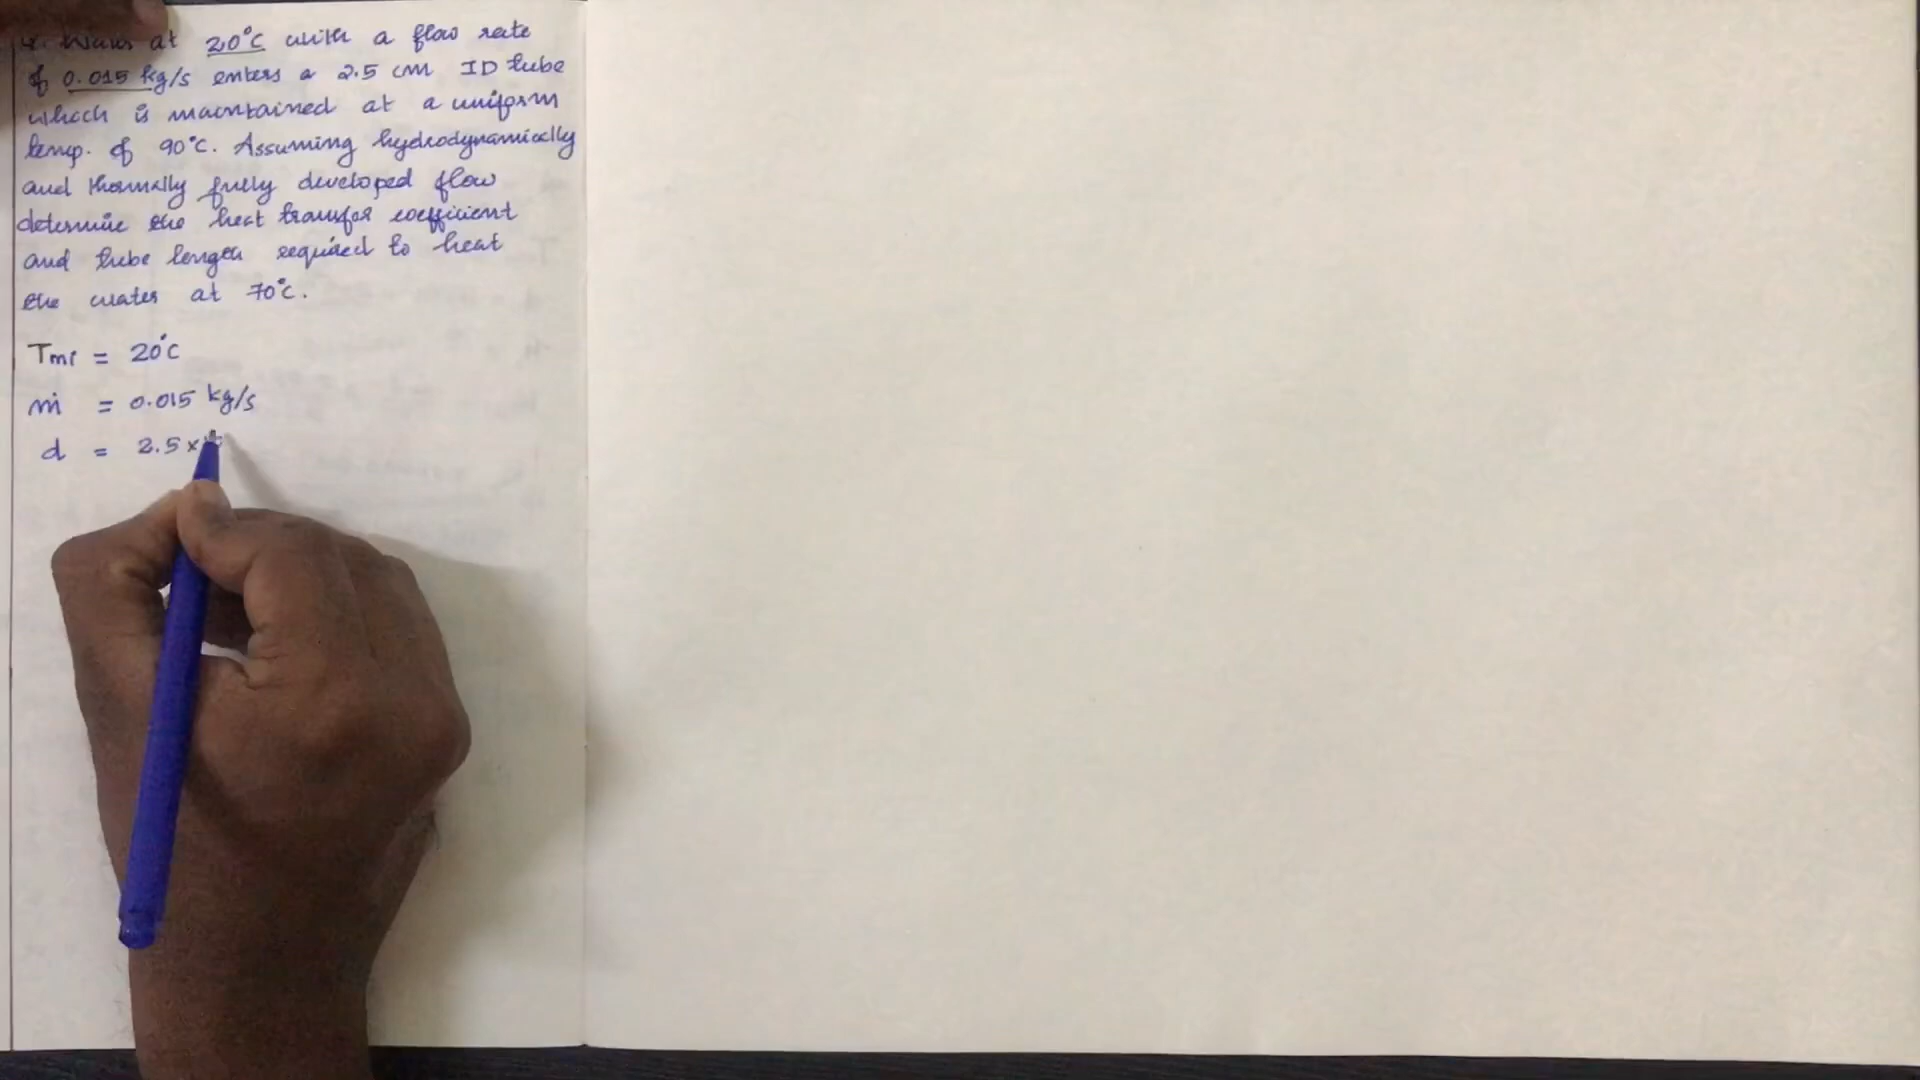 4. Water at 20°C with a flow rate
of 0.015 kg/s enters a 2.5 cm ID tube
which is maintained at a uniform
temp. of 90°C. Assuming hydrodynamically
and thermally fully developed flow
determine the heat transfer coefficient
and tube length required to heat
the water at 70°C.
Tmi = 20°C
ṁ = 0.015 kg/s
d = 2.5 ×